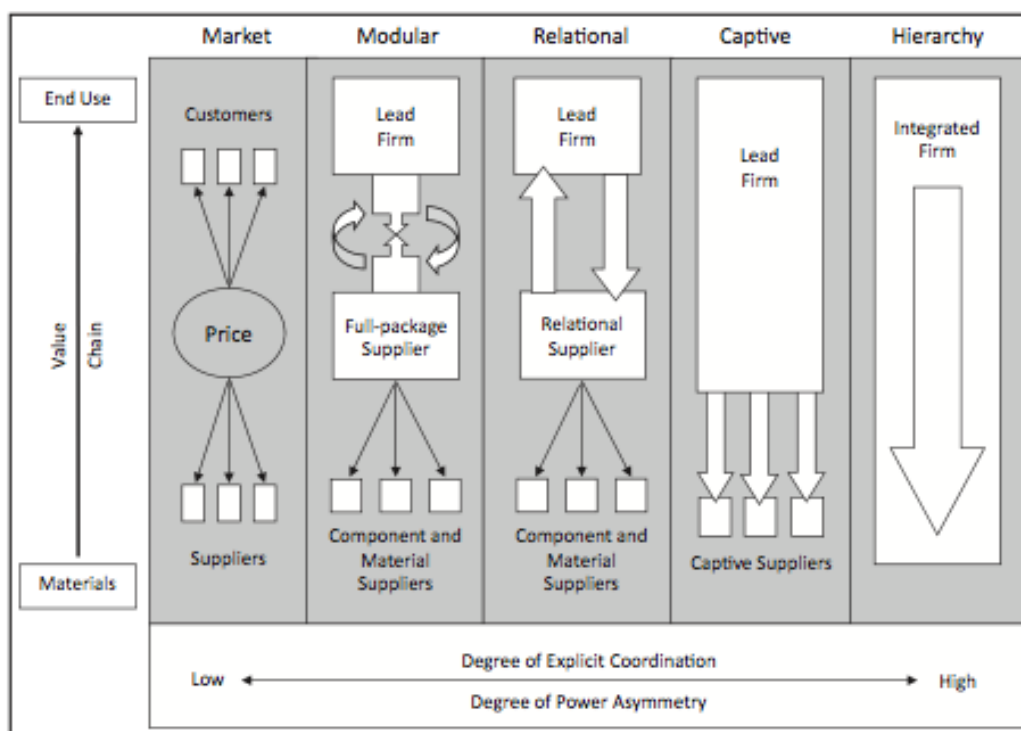 Market
Modular
Relational
Captive
Hierarchy
End Use
Value
Chain
Materials
Customers
Price
Suppliers
Lead
Firm
Full-package
Supplier
Component and
Material
Suppliers
Lead
Firm
Relational
Supplier
Component and
Material
Suppliers
Lead
Firm
Captive Suppliers
Integrated
Firm
Degree of Explicit Coordination
Low
High
Degree of Power Asymmetry